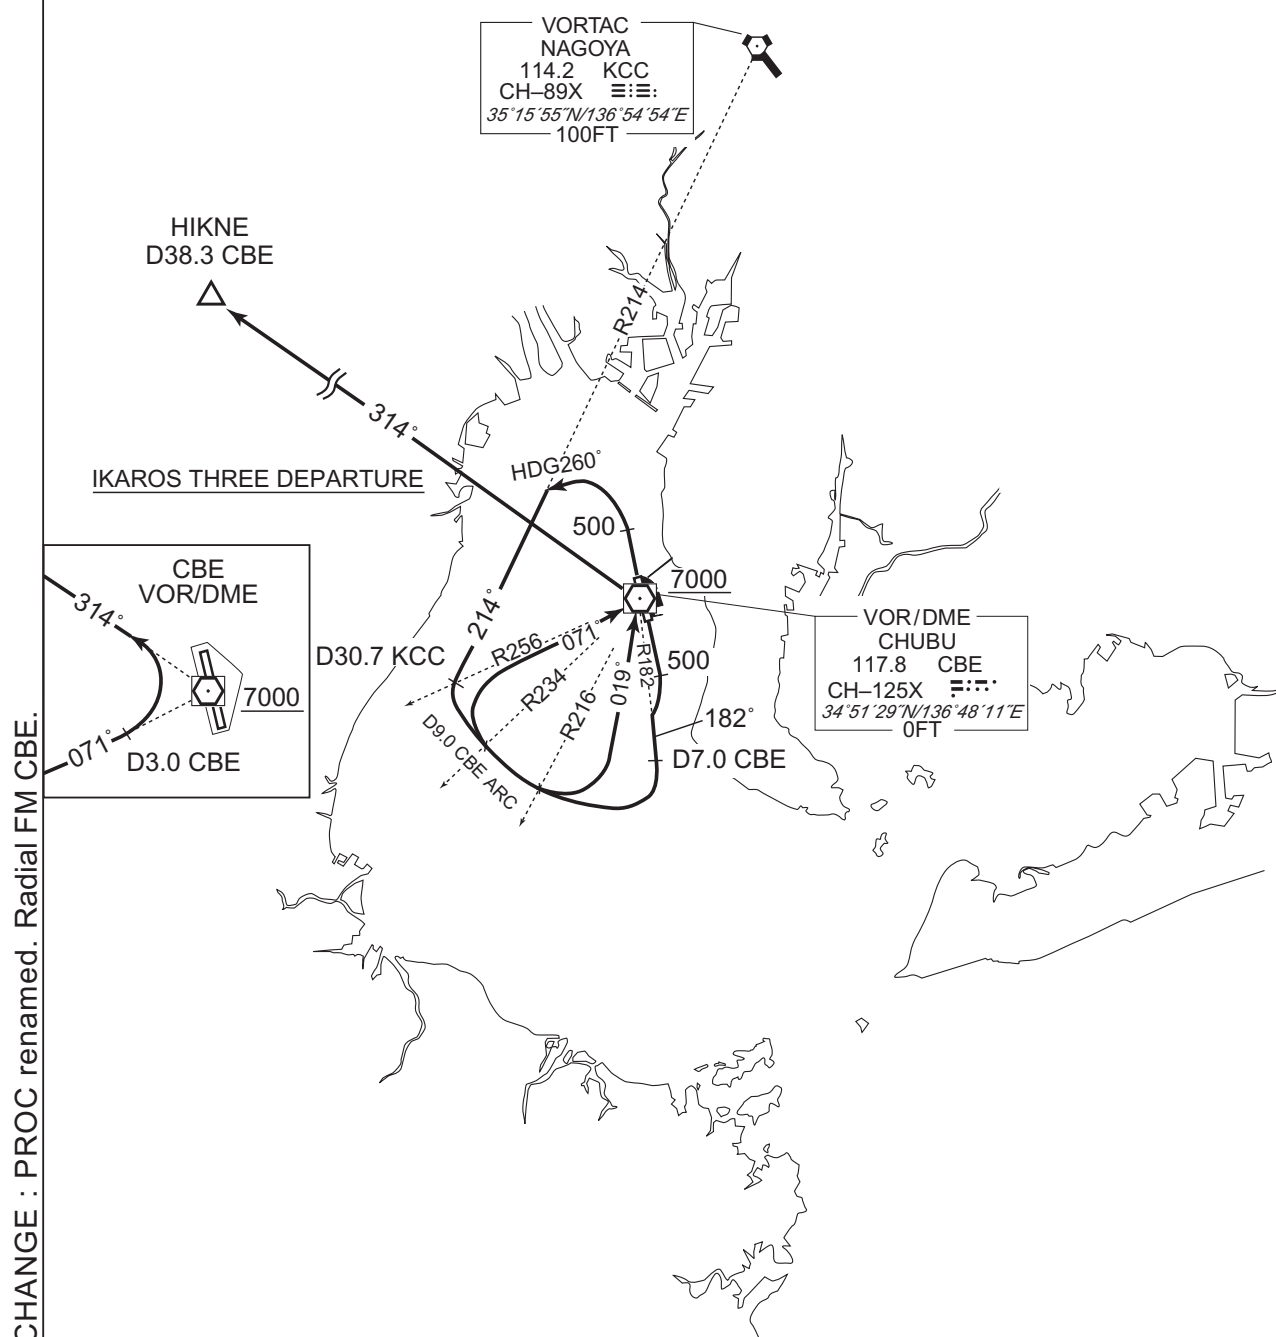 VORTAC
NAGOYA
114.2 KCC
CH–89X
35°15´55˝N/136°54´54˝E
100FT
HIKNE
D38.3 CBE
R214
314°
HDG260°
IKAROS THREE DEPARTURE
500
7000
CBE
VOR/DME
314°
7000
071°
D3.0 CBE
214°
D30.7 KCC
R256
071°
R234
R216
019°
R182
500
182°
D7.0 CBE
D9.0 CBE ARC
VOR/DME
CHUBU
117.8 CBE
CH–125X
34°51´29˝N/136°48´11˝E
0FT
CHANGE : PROC renamed. Radial FM CBE.